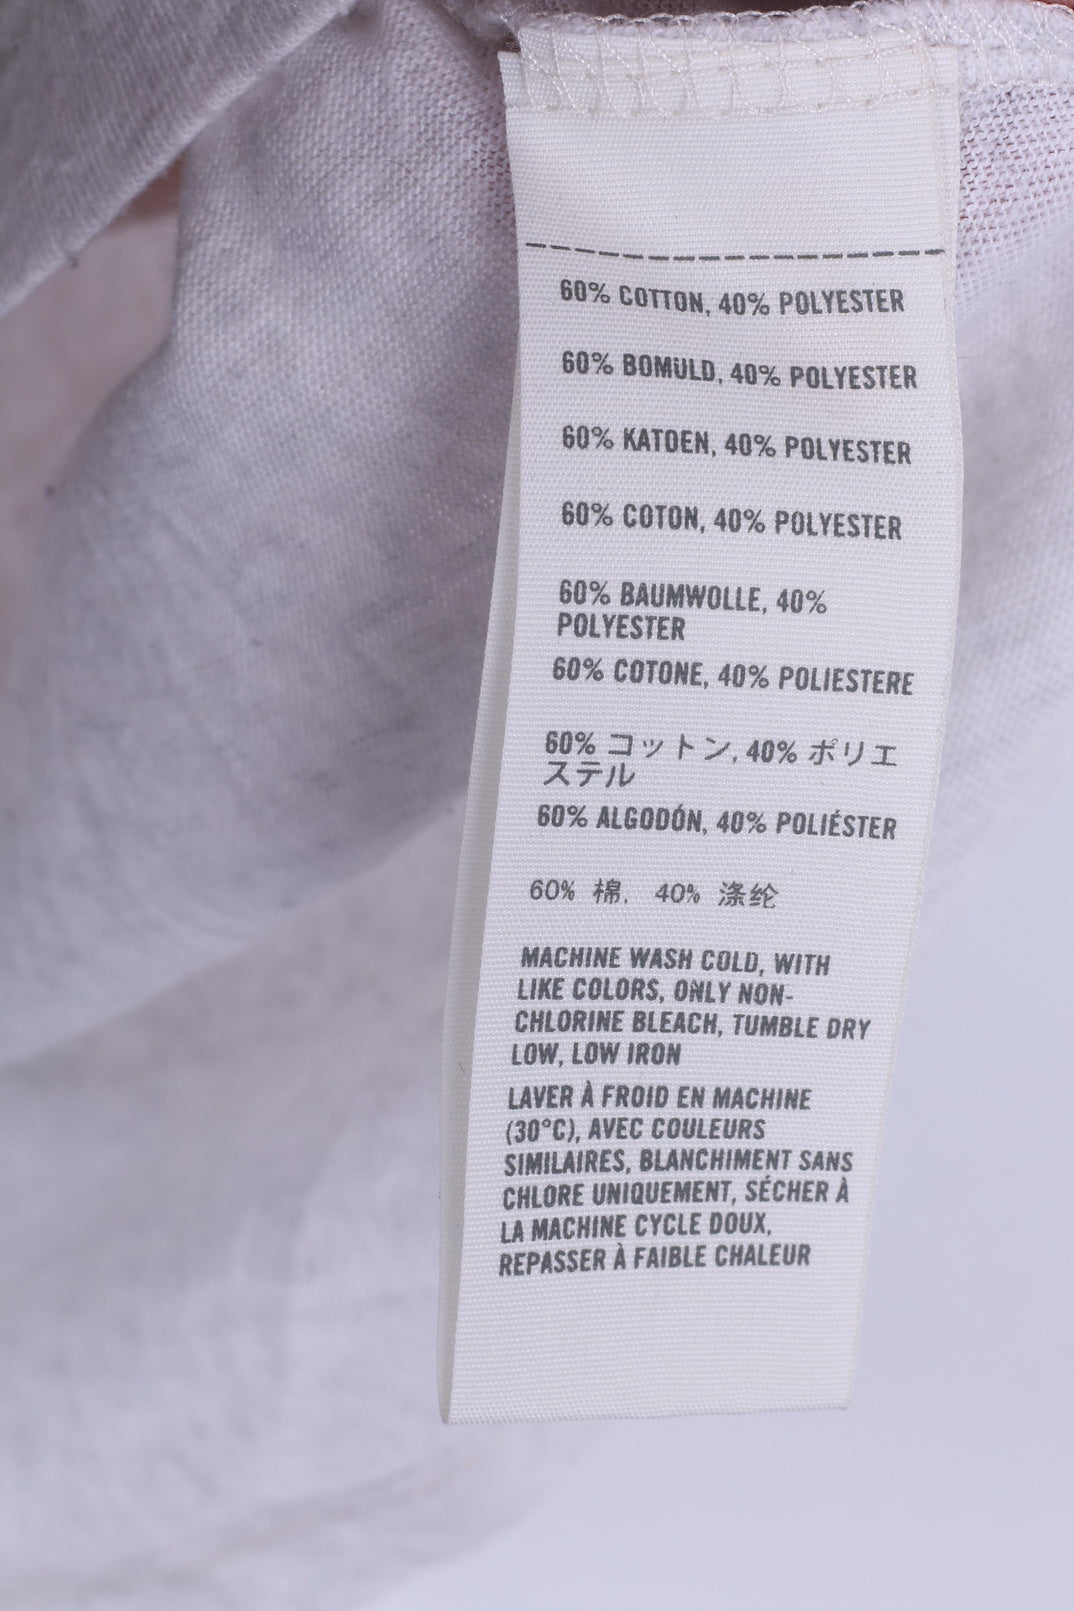 60% COTTON, 40% POLYESTER
60% BOMULD, 40% POLYESTER
60% KATOEN, 40% POLYESTER
60% COTON, 40% POLYESTER
60% BAUMWOLLE, 40%
POLYESTER
60% COTONE, 40% POLIESTERE
60% コットン, 40% ポリエ
ステル
60% ALGODÓN, 40% POLIÉSTER
60% 棉, 40% 涤纶
MACHINE WASH COLD, WITH
LIKE COLORS, ONLY NON-
CHLORINE BLEACH, TUMBLE DRY
LOW, LOW IRON
LAVER À FROID EN MACHINE
(30°C), AVEC COULEURS
SIMILAIRES, BLANCHIMENT SANS
CHLORE UNIQUEMENT, SÉCHER À
LA MACHINE CYCLE DOUX,
REPASSER À FAIBLE CHALEUR